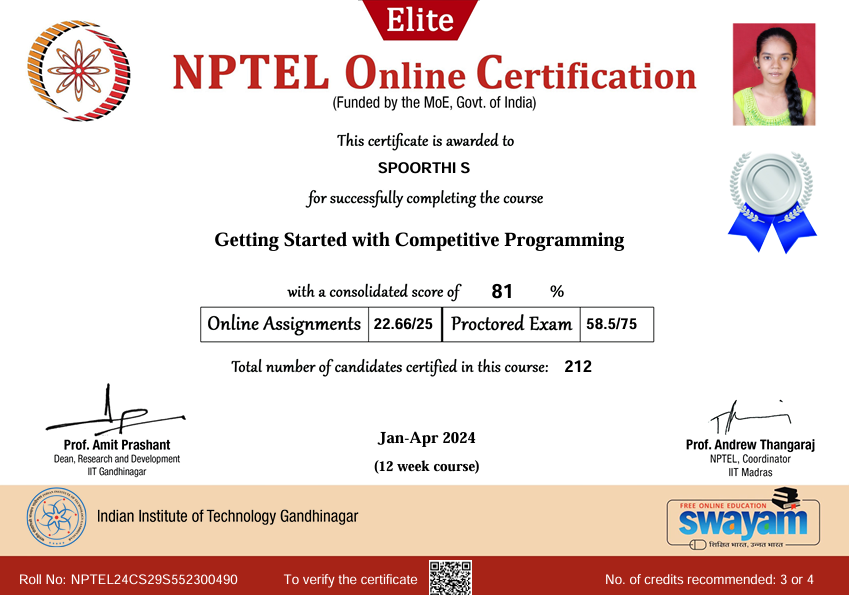 Elite
NPTEL Online Certification
(Funded by the MoE, Govt. of India)
This certificate is awarded to
SPOORTHI S
for successfully completing the course
Getting Started with Competitive Programming
with a consolidated score of 81 %
Online Assignments 22.66/25 Proctored Exam 58.5/75
Total number of candidates certified in this course: 212
Prof. Amit Prashant
Dean, Research and Development
IIT Gandhinagar
Jan-Apr 2024
(12 week course)
Prof. Andrew Thangaraj
NPTEL, Coordinator
IIT Madras
Indian Institute of Technology Gandhinagar
FREE ONLINE EDUCATION
swayam
शिक्षित भारत, उन्नत भारत
Roll No: NPTEL24CS29S552300490
To verify the certificate
No. of credits recommended: 3 or 4